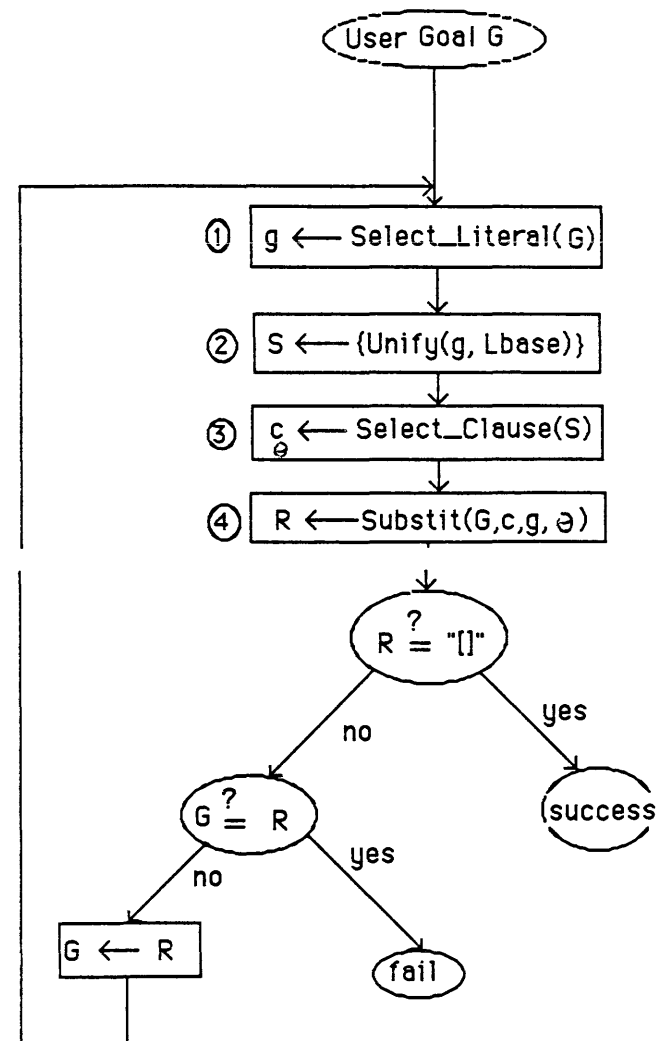 User Goal G
① g ← Select_Literal(G)
② S ← {Unify(g, Lbase)}
③ c ← Select_Clause(S)
θ
④ R ← Substit(G,c,g, θ)
?
R = "[]"
no
yes
?
G = R
(success
no
yes
G ← R
fail